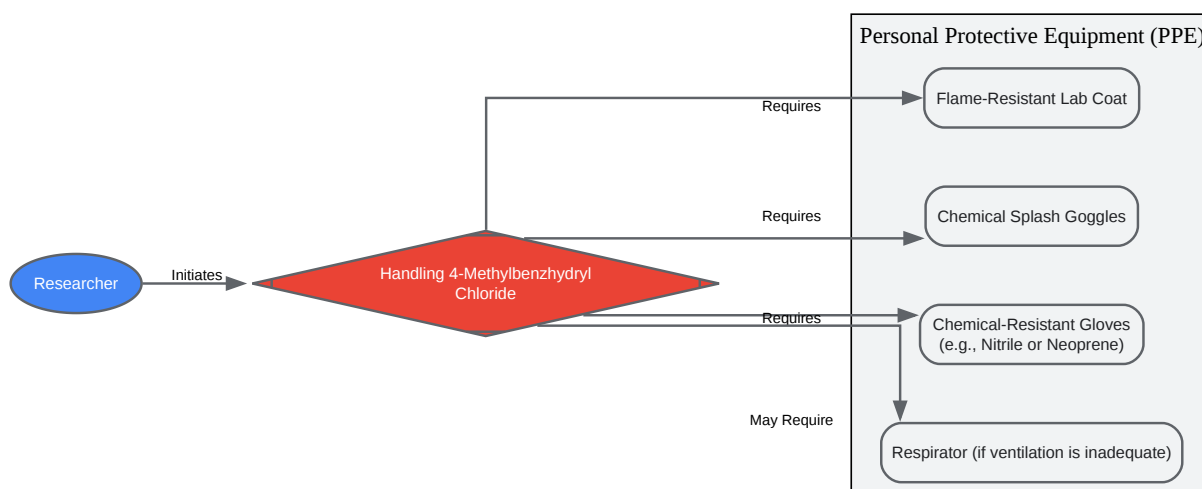 Personal Protective Equipment (PPE)
Requires
Flame-Resistant Lab Coat
Requires
Chemical Splash Goggles
Researcher
Initiates
Handling 4-Methylbenzhydryl
Chloride
Requires
Chemical-Resistant Gloves
(e.g., Nitrile or Neoprene)
May Require
Respirator (if ventilation is inadequate)